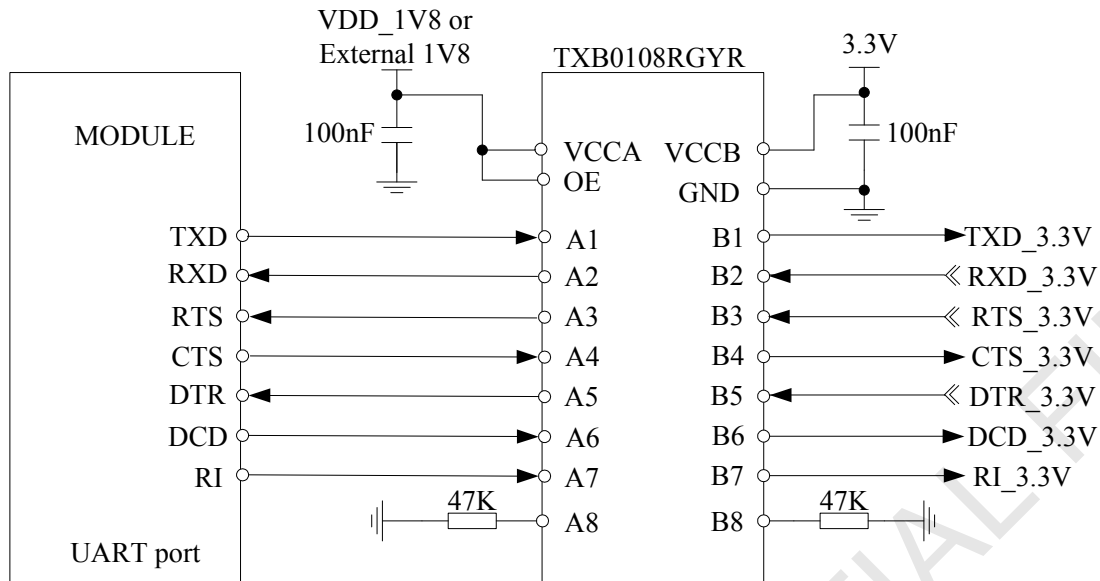 VDD_1V8 or
External 1V8
TXB0108RGYR
3.3V
MODULE
100nF
100nF
VCCA
VCCB
OE
GND
TXD
A1
B1
TXD_3.3V
RXD
A2
B2
RXD_3.3V
RTS
A3
B3
RTS_3.3V
CTS
A4
B4
CTS_3.3V
DTR
A5
B5
DTR_3.3V
DCD
A6
B6
DCD_3.3V
RI
A7
B7
RI_3.3V
47K
A8
B8
47K
UART port